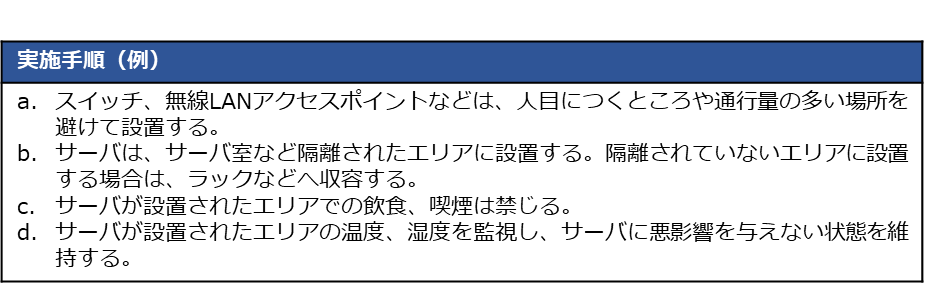 実施手順（例）
a. スイッチ、無線LANアクセスポイントなどは、人目につくところや通行量の多い場所を
避けて設置する。
b. サーバは、サーバ室など隔離されたエリアに設置する。隔離されていないエリアに設置
する場合は、ラックなどへ収容する。
c. サーバが設置されたエリアでの飲食、喫煙は禁じる。
d. サーバが設置されたエリアの温度、湿度を監視し、サーバに悪影響を与えない状態を維
持する。